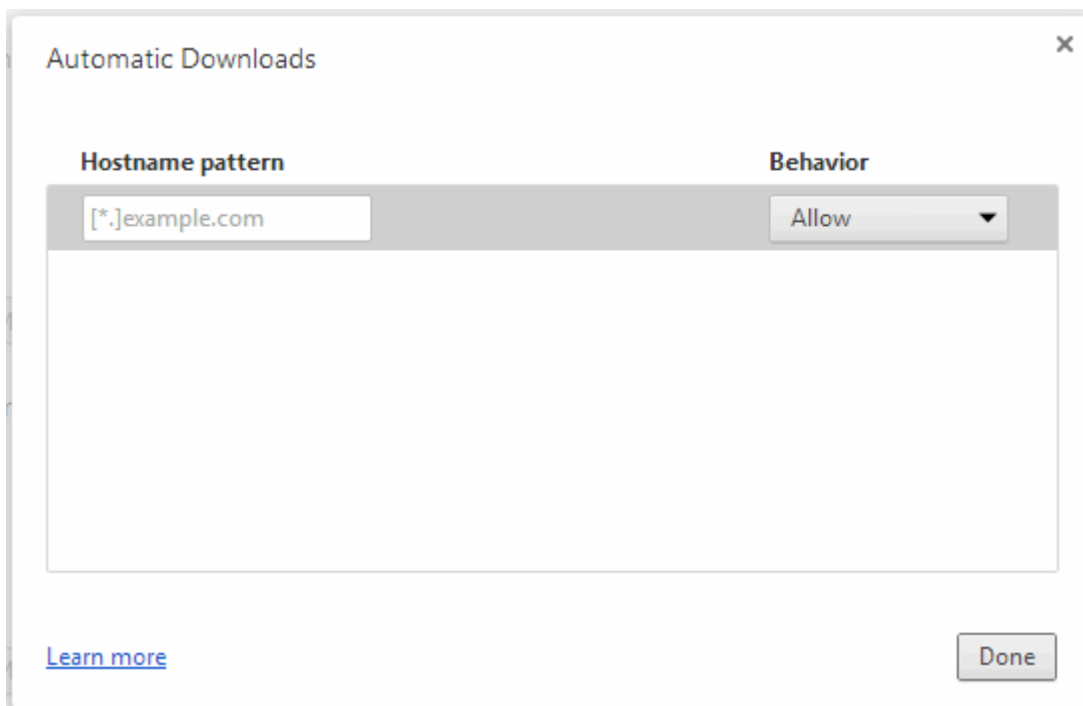 Automatic Downloads
Hostname pattern Behavior
[*.]example.com Allow
Learn more Done